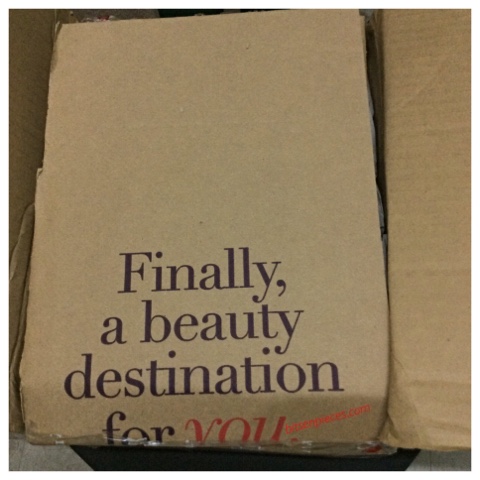 Finally,
a beauty
destination
for you.